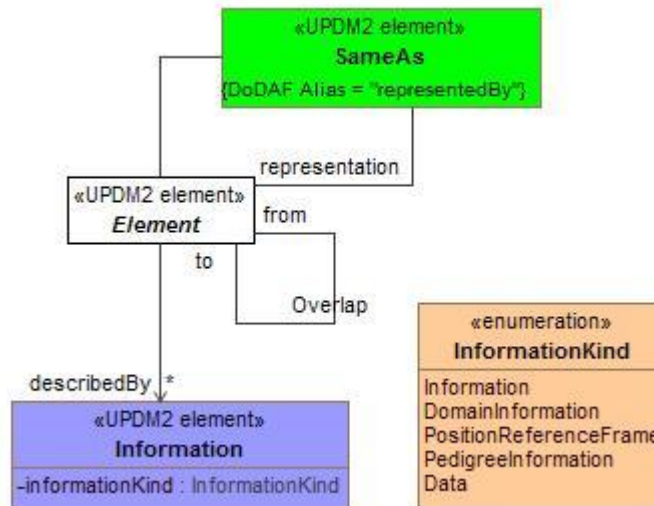 «UPDM2 element»
SameAs
{DoDAF Alias = "representedBy"}
representation
«UPDM2 element»
Element
from
to
Overlap
describedBy *
«UPDM2 element»
Information
-informationKind : InformationKind
«enumeration»
InformationKind
Information
DomainInformation
PositionReferenceFrame
PedigreeInformation
Data